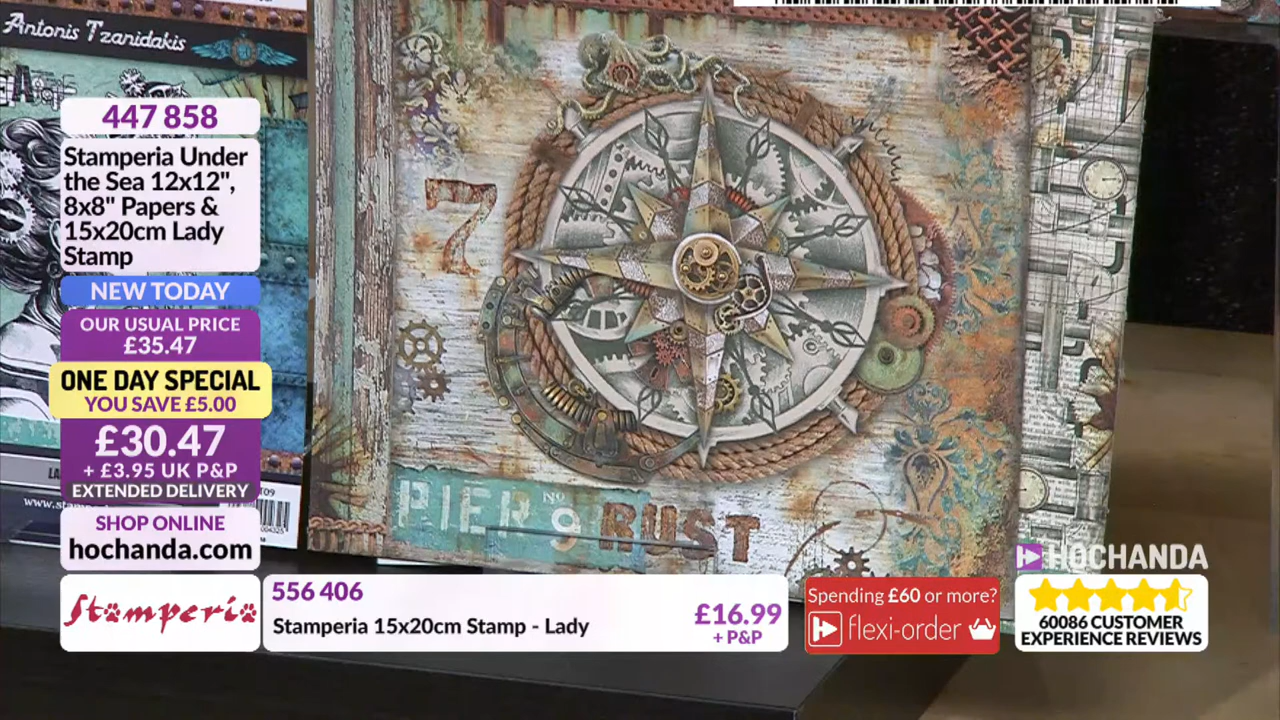 Antonis Tzanidakis
447 858
Stamperia Under
the Sea 12x12",
8x8" Papers &
15x20cm Lady
Stamp
NEW TODAY
OUR USUAL PRICE
£35.47
ONE DAY SPECIAL
YOU SAVE £5.00
£30.47
+ £3.95 UK P&P
EXTENDED DELIVERY
SHOP ONLINE
hochanda.com
7
PIER No 9 RUST
HOCHANDA
Stamperia
556 406
Stamperia 15x20cm Stamp - Lady
£16.99
+ P&P
Spending £60 or more?
flexi-order
60086 CUSTOMER
EXPERIENCE REVIEWS